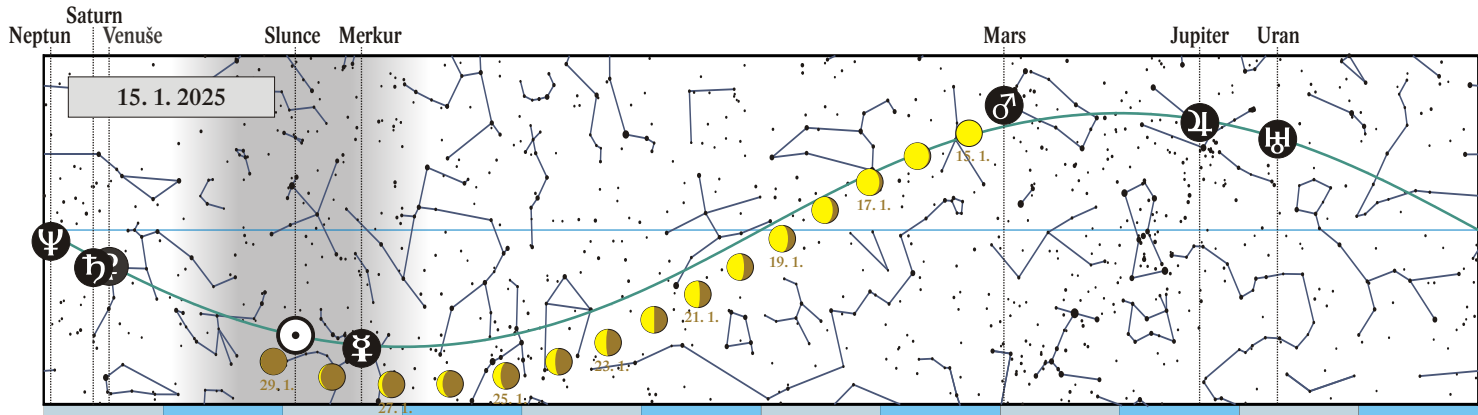 Saturn
Neptun Venuše Slunce Merkur Mars Jupiter Uran
15. 1. 2025
15. 1.
17. 1.
19. 1.
21. 1.
23. 1.
25. 1.
27. 1.
29. 1.